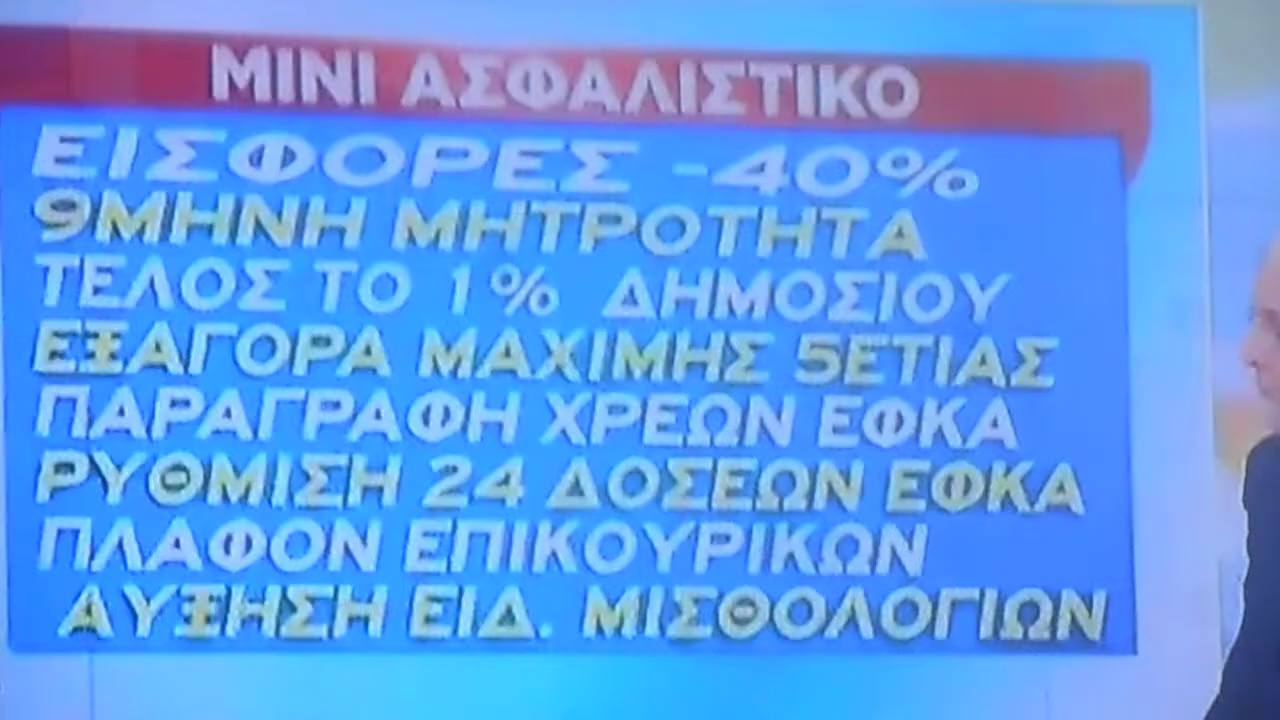 ΜΙΝΙ ΑΣΦΑΛΙΣΤΙΚΟ
ΕΙΣΦΟΡΕΣ -40%
9ΜΗΝΗ ΜΗΤΡΟΤΗΤΑ
ΤΕΛΟΣ ΤΟ 1% ΔΗΜΟΣΙΟΥ
ΕΞΑΓΟΡΑ ΜΑΧΙΜΗΣ 5ΕΤΙΑΣ
ΠΑΡΑΓΡΑΦΗ ΧΡΕΩΝ ΕΦΚΑ
ΡΥΘΜΙΣΗ 24 ΔΟΣΕΩΝ ΕΦΚΑ
ΠΛΑΦΟΝ ΕΠΙΚΟΥΡΙΚΩΝ
ΑΥΞΗΣΗ ΕΙΔ. ΜΙΣΘΟΛΟΓΙΩΝ